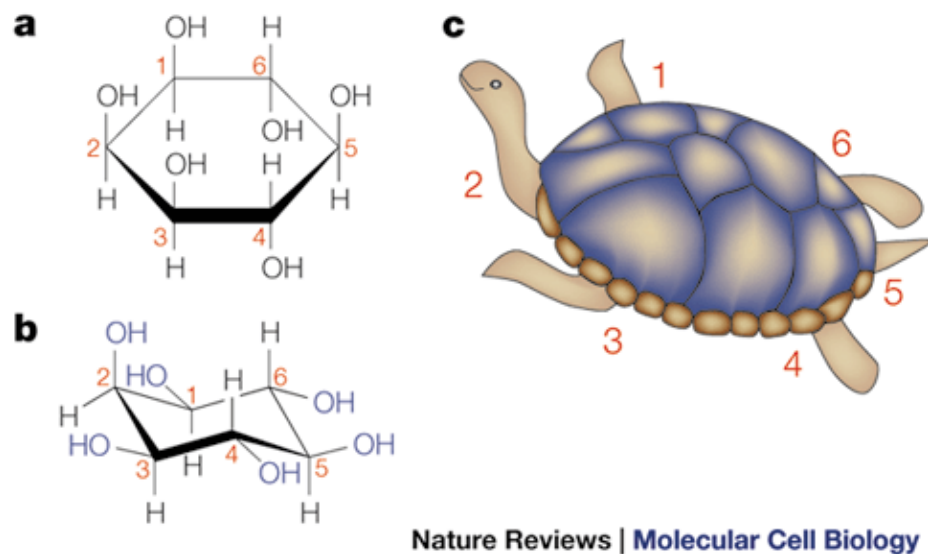 a
OH H
1 6
OH OH
H OH
2 5
OH H
H H
3 4
H OH
b
OH
H
2 HO H 6
1
H OH
HO OH
3 H 4 OH 5
H H
c
1
6
2
5
3
4
Nature Reviews | Molecular Cell Biology